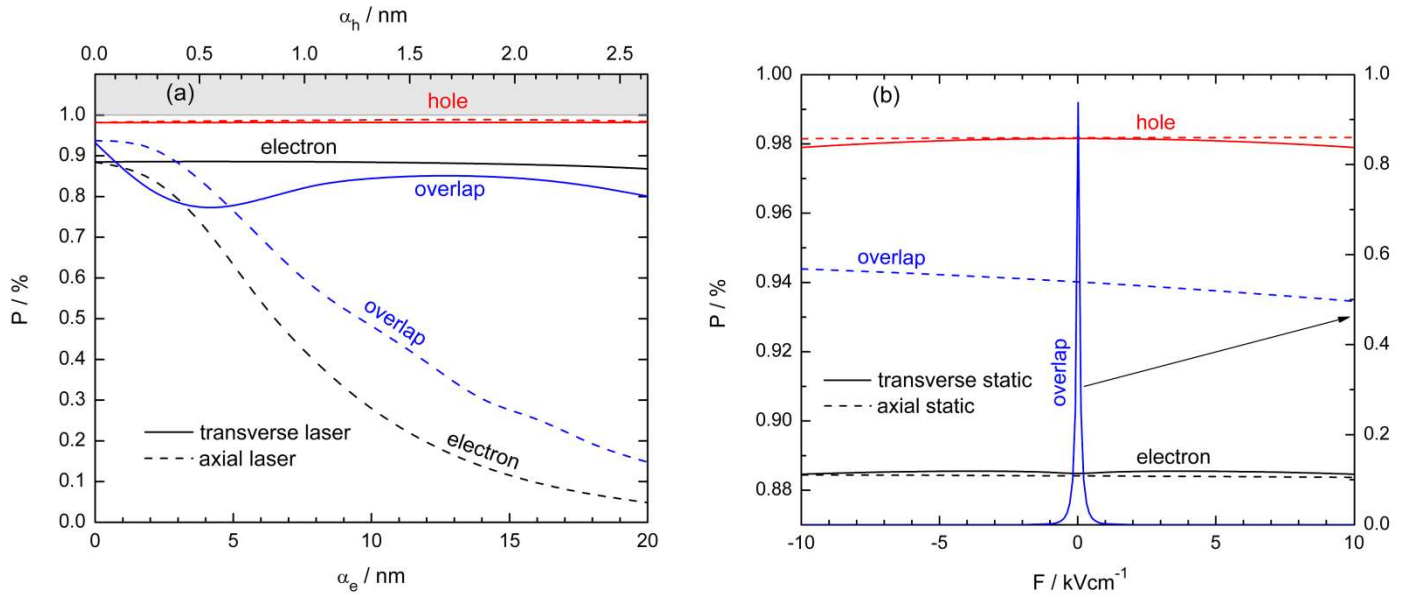 α_h / nm
0.0 0.5 1.0 1.5 2.0 2.5
(a)
hole
electron
overlap
overlap
electron
transverse laser
axial laser
P / %
1.0
0.9
0.8
0.7
0.6
0.5
0.4
0.3
0.2
0.1
0.0
0 5 10 15 20
α_e / nm
(b)
hole
overlap
overlap
transverse static
axial static
electron
P / %
1.00
0.98
0.96
0.94
0.92
0.90
0.88
1.0
0.8
0.6
0.4
0.2
0.0
-10 -5 0 5 10
F / kVcm⁻¹